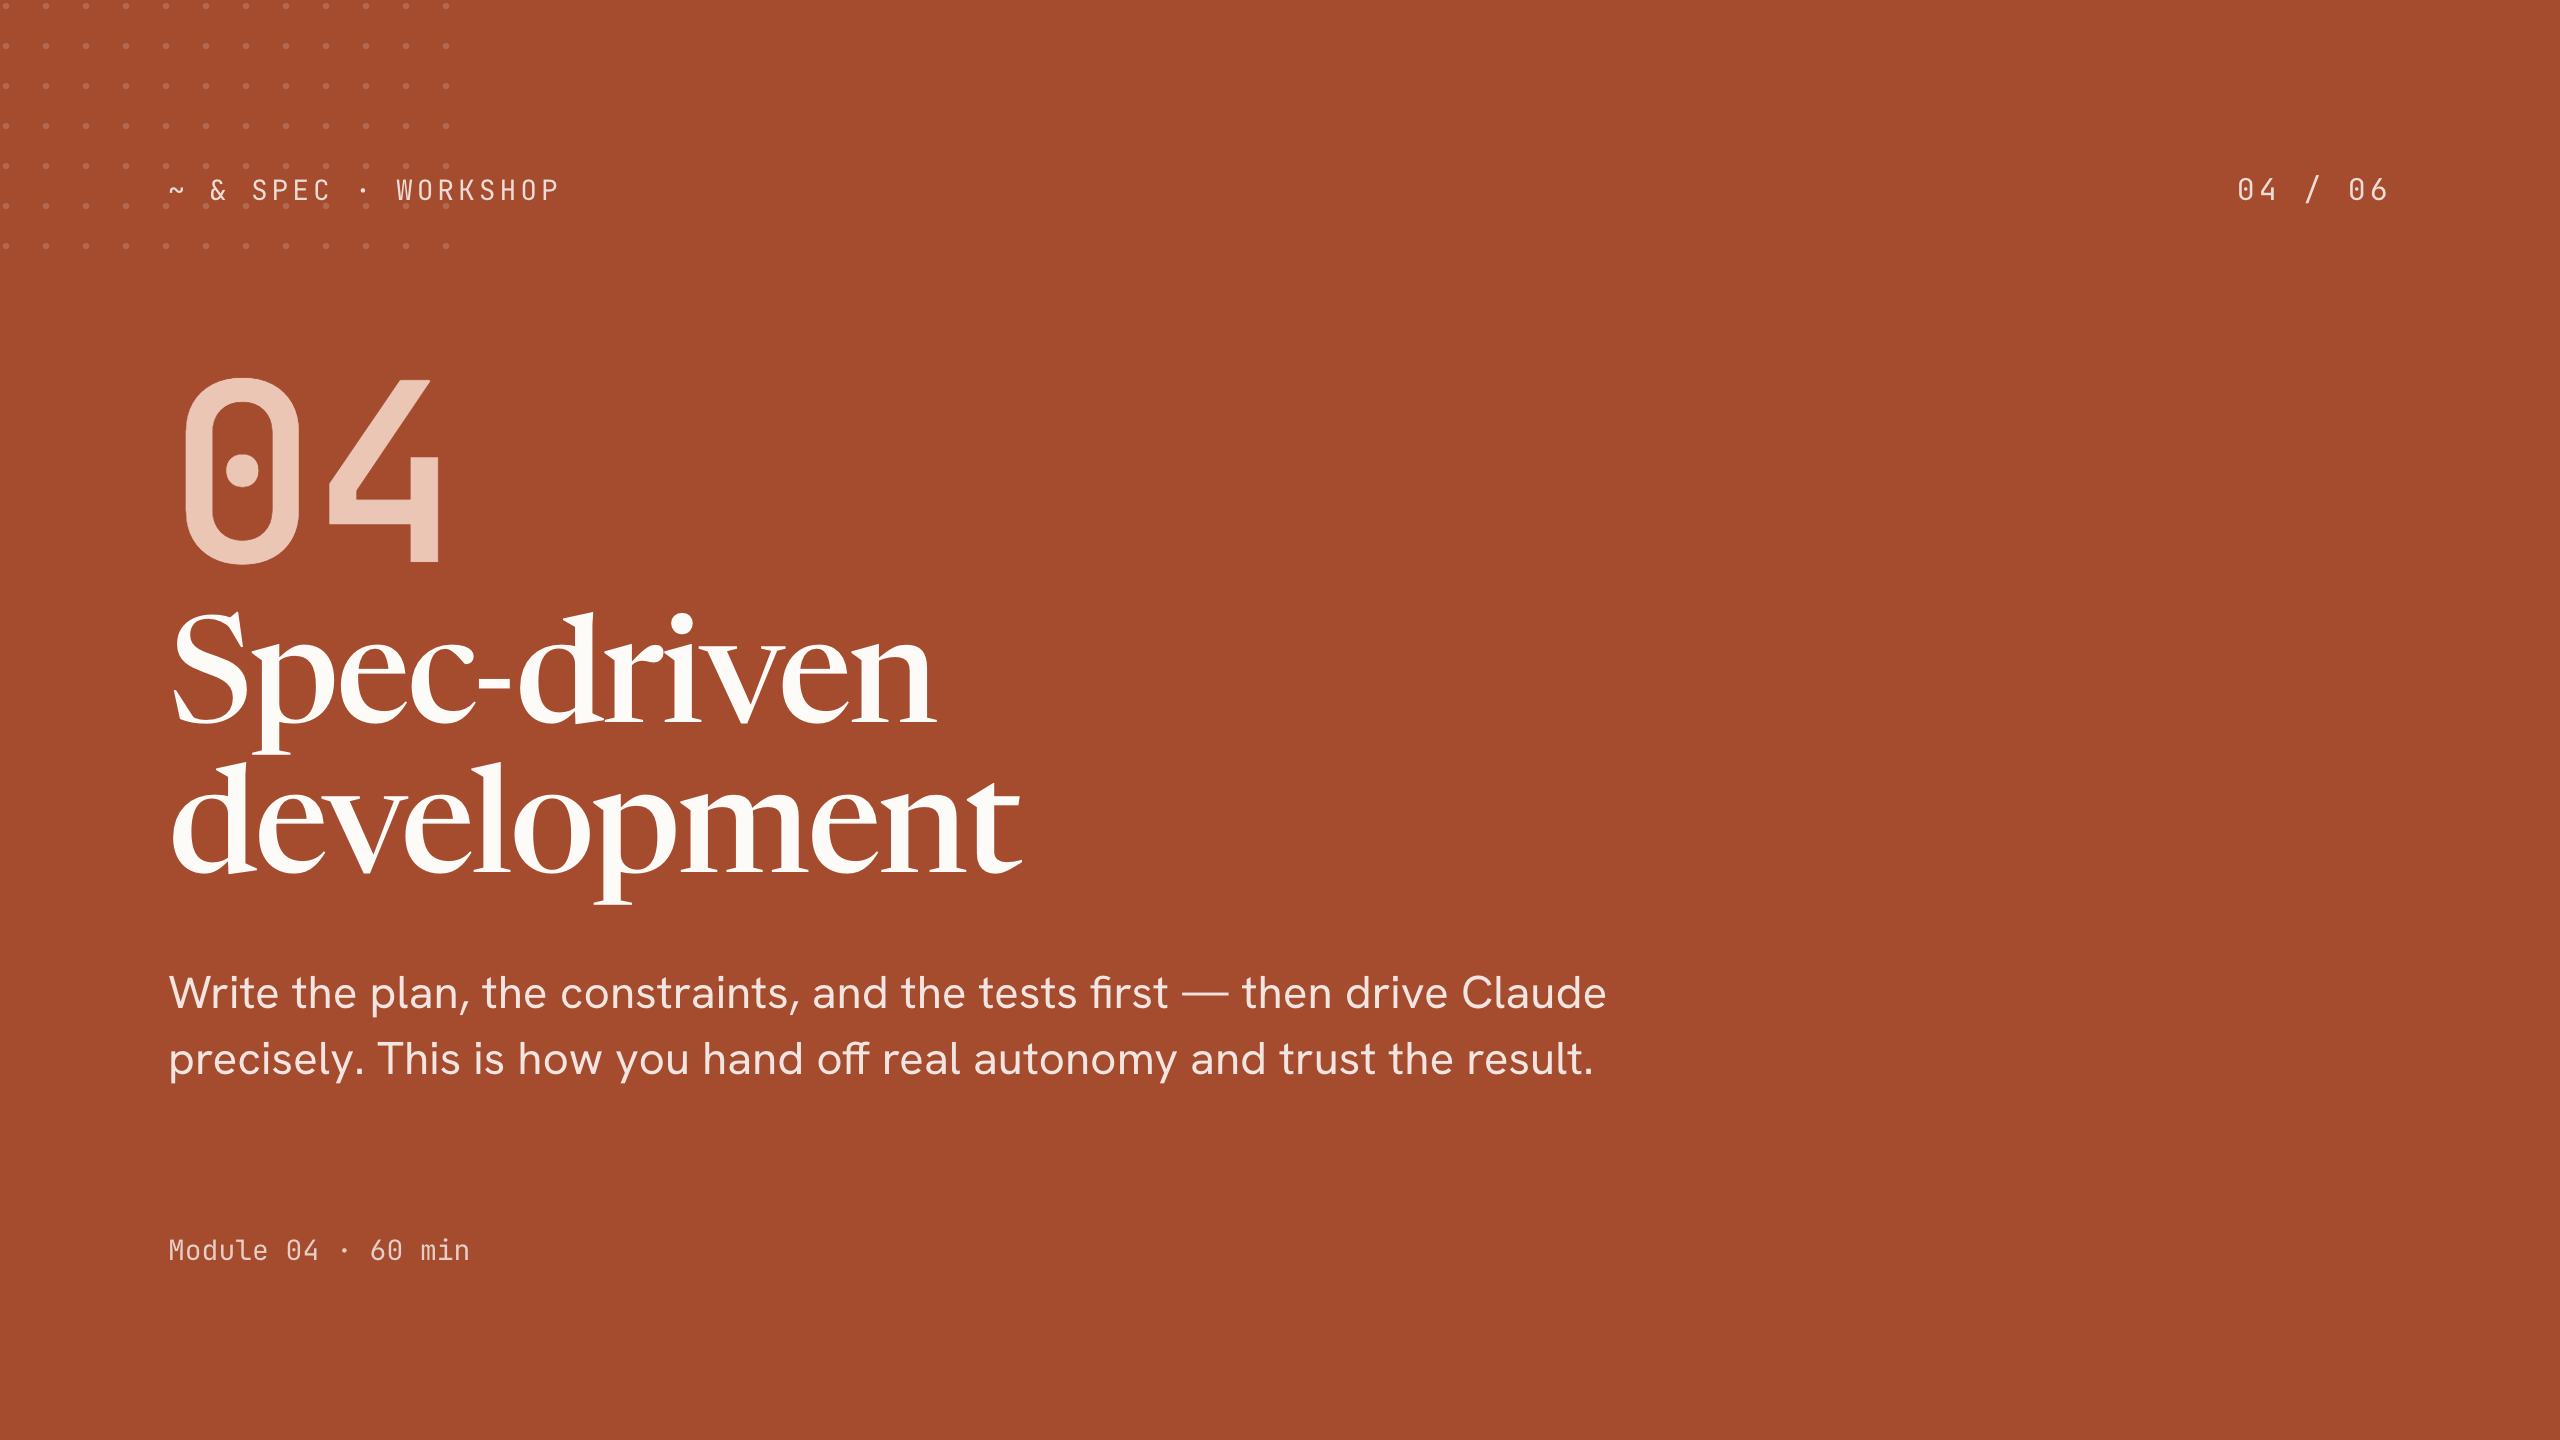 ~ & SPEC · WORKSHOP
04 / 06
04
Spec-driven
development
Write the plan, the constraints, and the tests first — then drive Claude
precisely. This is how you hand off real autonomy and trust the result.
Module 04 · 60 min